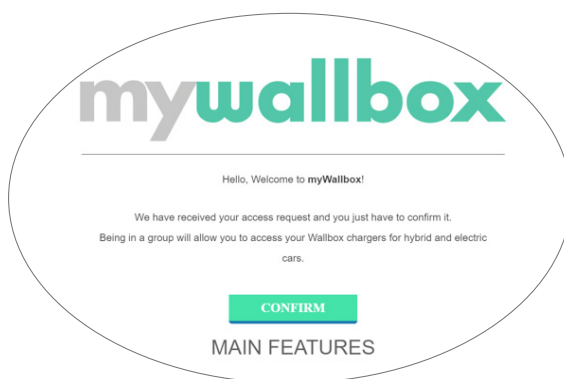 mywallbox
Hello, Welcome to myWallbox!
We have received your access request and you just have to confirm it.
Being in a group will allow you to access your Wallbox chargers for hybrid and electric
cars.
CONFIRM
MAIN FEATURES